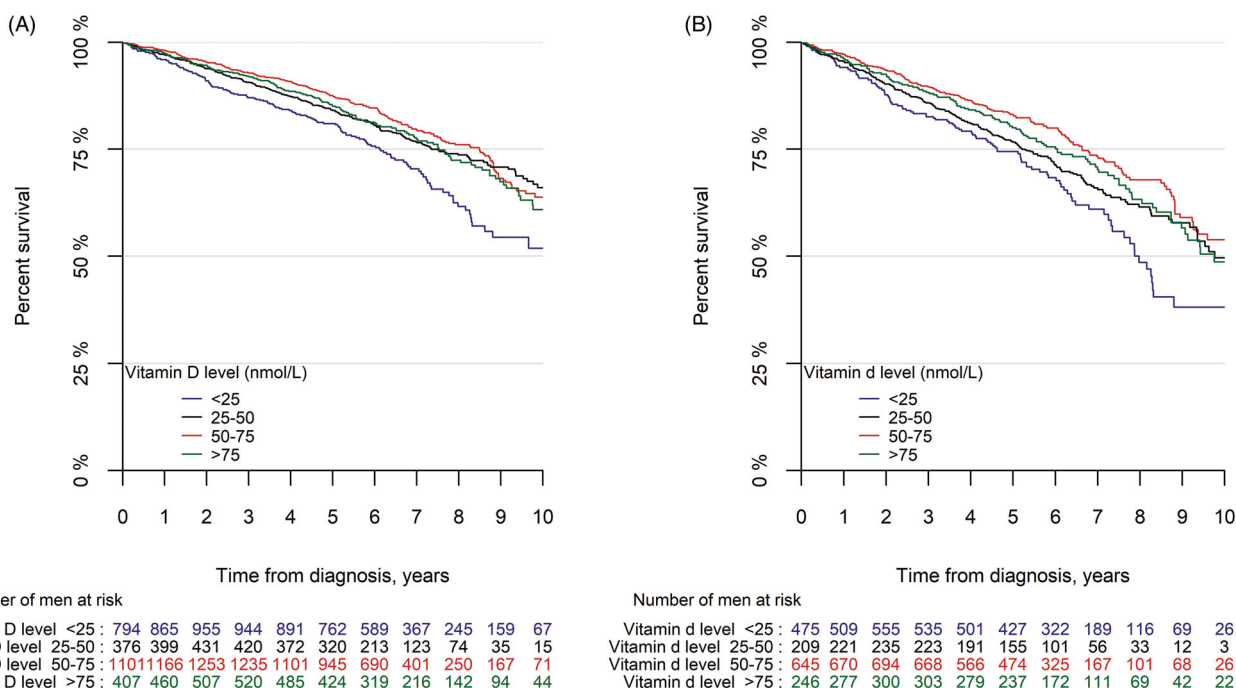 (A)
100 %
75 %
50 %
25 %
0 %
Percent survival
Vitamin D level (nmol/L)
<25
25-50
50-75
>75
0 1 2 3 4 5 6 7 8 9 10
Time from diagnosis, years
er of men at risk
D level <25 : 794 865 955 944 891 762 589 367 245 159 67
D level 25-50 : 376 399 431 420 372 320 213 123 74 35 15
level 50-75 : 1101 1166 1253 1235 1101 945 690 401 250 167 71
D level >75 : 407 460 507 520 485 424 319 216 142 94 44
(B)
100 %
75 %
50 %
25 %
0 %
Percent survival
Vitamin d level (nmol/L)
<25
25-50
50-75
>75
0 1 2 3 4 5 6 7 8 9 10
Time from diagnosis, years
Number of men at risk
Vitamin d level <25 : 475 509 555 535 501 427 322 189 116 69 26
Vitamin d level 25-50 : 209 221 235 223 191 155 101 56 33 12 3
Vitamin d level 50-75 : 645 670 694 668 566 474 325 167 101 68 26
Vitamin d level >75 : 246 277 300 303 279 237 172 111 69 42 22